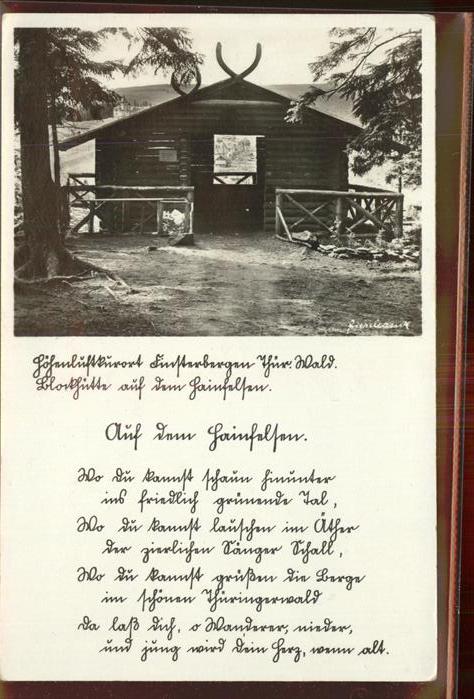 Höhenluftkurort Finsterbergen Thür. Wald.
Blockhütte auf dem Hainfelsen.
Auf dem Hainfelsen.
Wo du kannst schaun hinunter
ins friedlich grünende Tal,
Wo du kannst lauschen im Äther
der zierlichen Sänger Schall,
Wo du kannst grüßen die Berge
im schönen Thüringerwald
Da laß dich, o Wanderer, nieder,
und jung wird dein Herz, wenn alt.